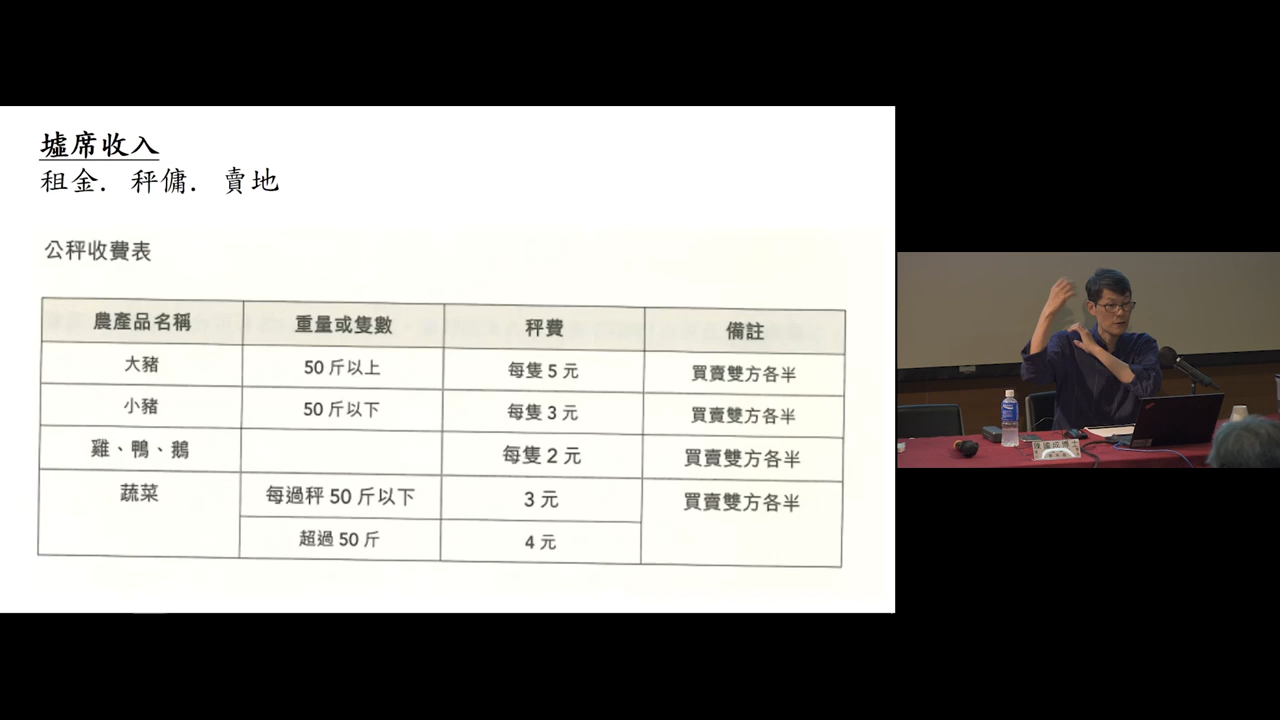 墟席收入
租金. 秤傭. 賣地
公秤收費表
農產品名稱 重量或隻數 秤費 備註
大豬 50 斤以上 每隻 5 元 買賣雙方各半
小豬 50 斤以下 每隻 3 元 買賣雙方各半
雞、鴨、鵝 每隻 2 元 買賣雙方各半
蔬菜 每過秤 50 斤以下 3 元 買賣雙方各半
超過 50 斤 4 元